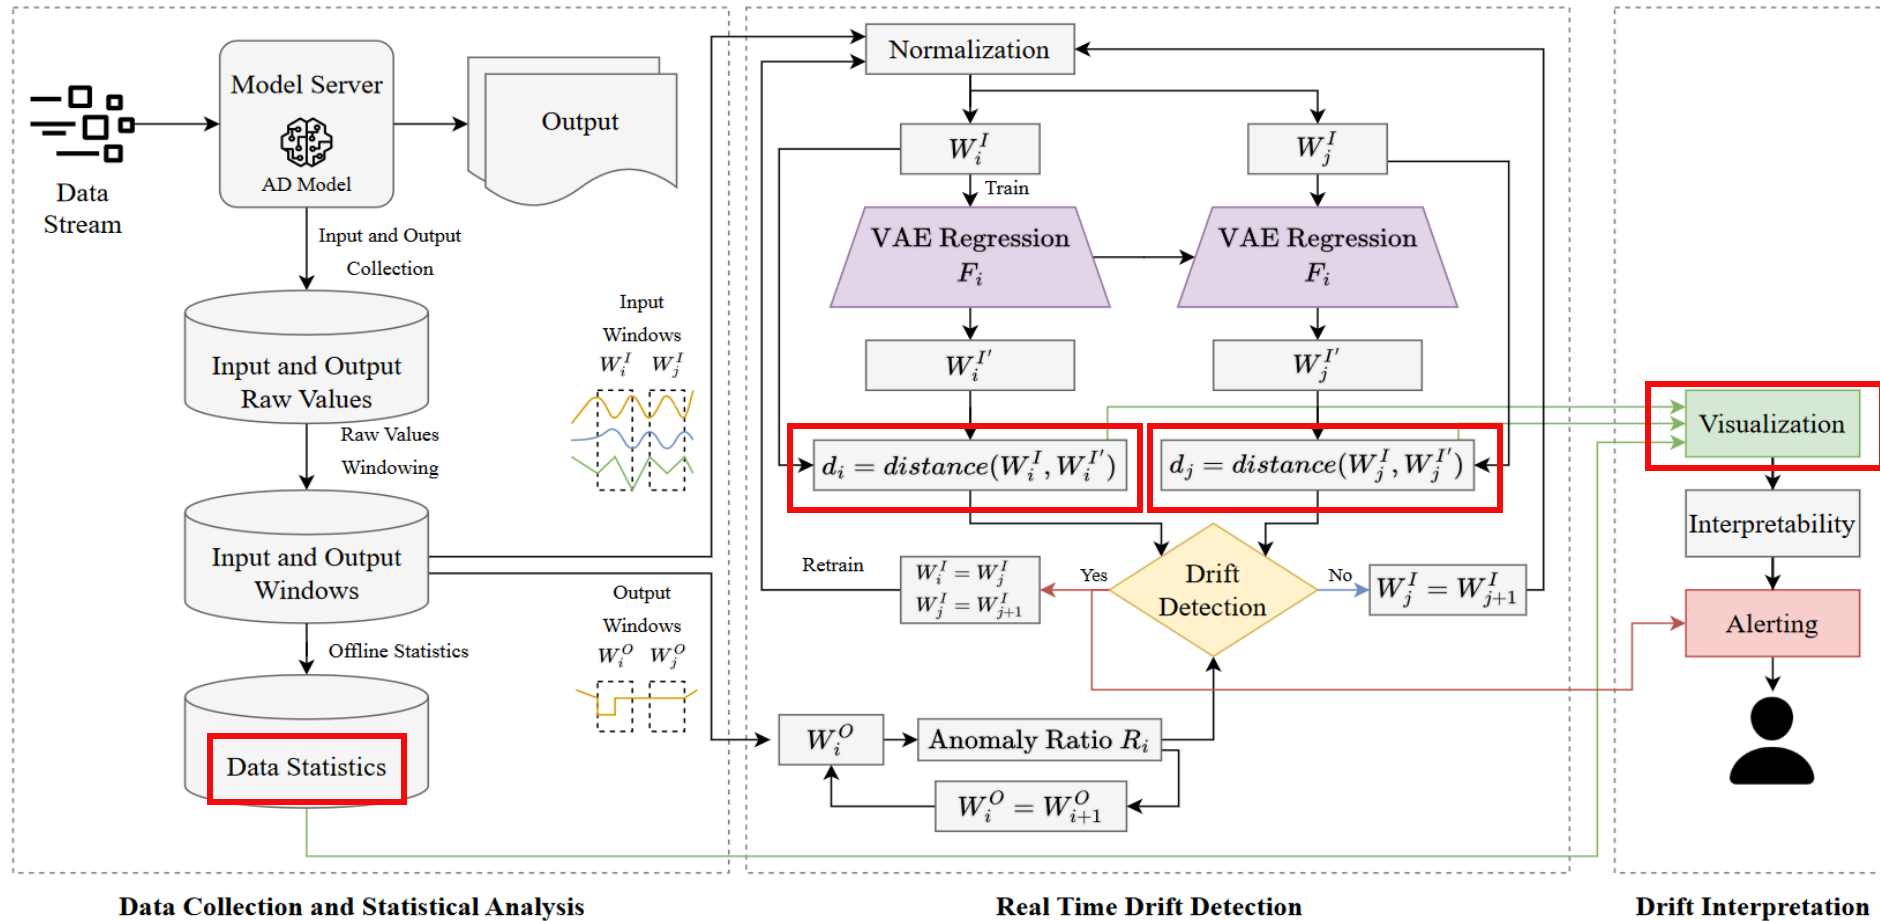 Data
Stream
Model Server
AD Model
Output
Input and Output
Collection
Input and Output
Raw Values
Raw Values
Windowing
Input and Output
Windows
Offline Statistics
Data Statistics
Input
Windows
W_i^I W_j^I
Output
Windows
W_i^O W_j^O
Data Collection and Statistical Analysis
Normalization
W_i^I
W_j^I
Train
VAE Regression
F_i
VAE Regression
F_i
W_i^{I'}
W_j^{I'}
d_i = distance(W_i^I, W_i^{I'})
d_j = distance(W_j^I, W_j^{I'})
Retrain
W_i^I = W_j^I
W_j^I = W_{j+1}^I
Yes
Drift
Detection
No
W_j^I = W_{j+1}^I
W_i^O
Anomaly Ratio R_i
W_i^O = W_{i+1}^O
Real Time Drift Detection
Visualization
Interpretability
Alerting
Drift Interpretation